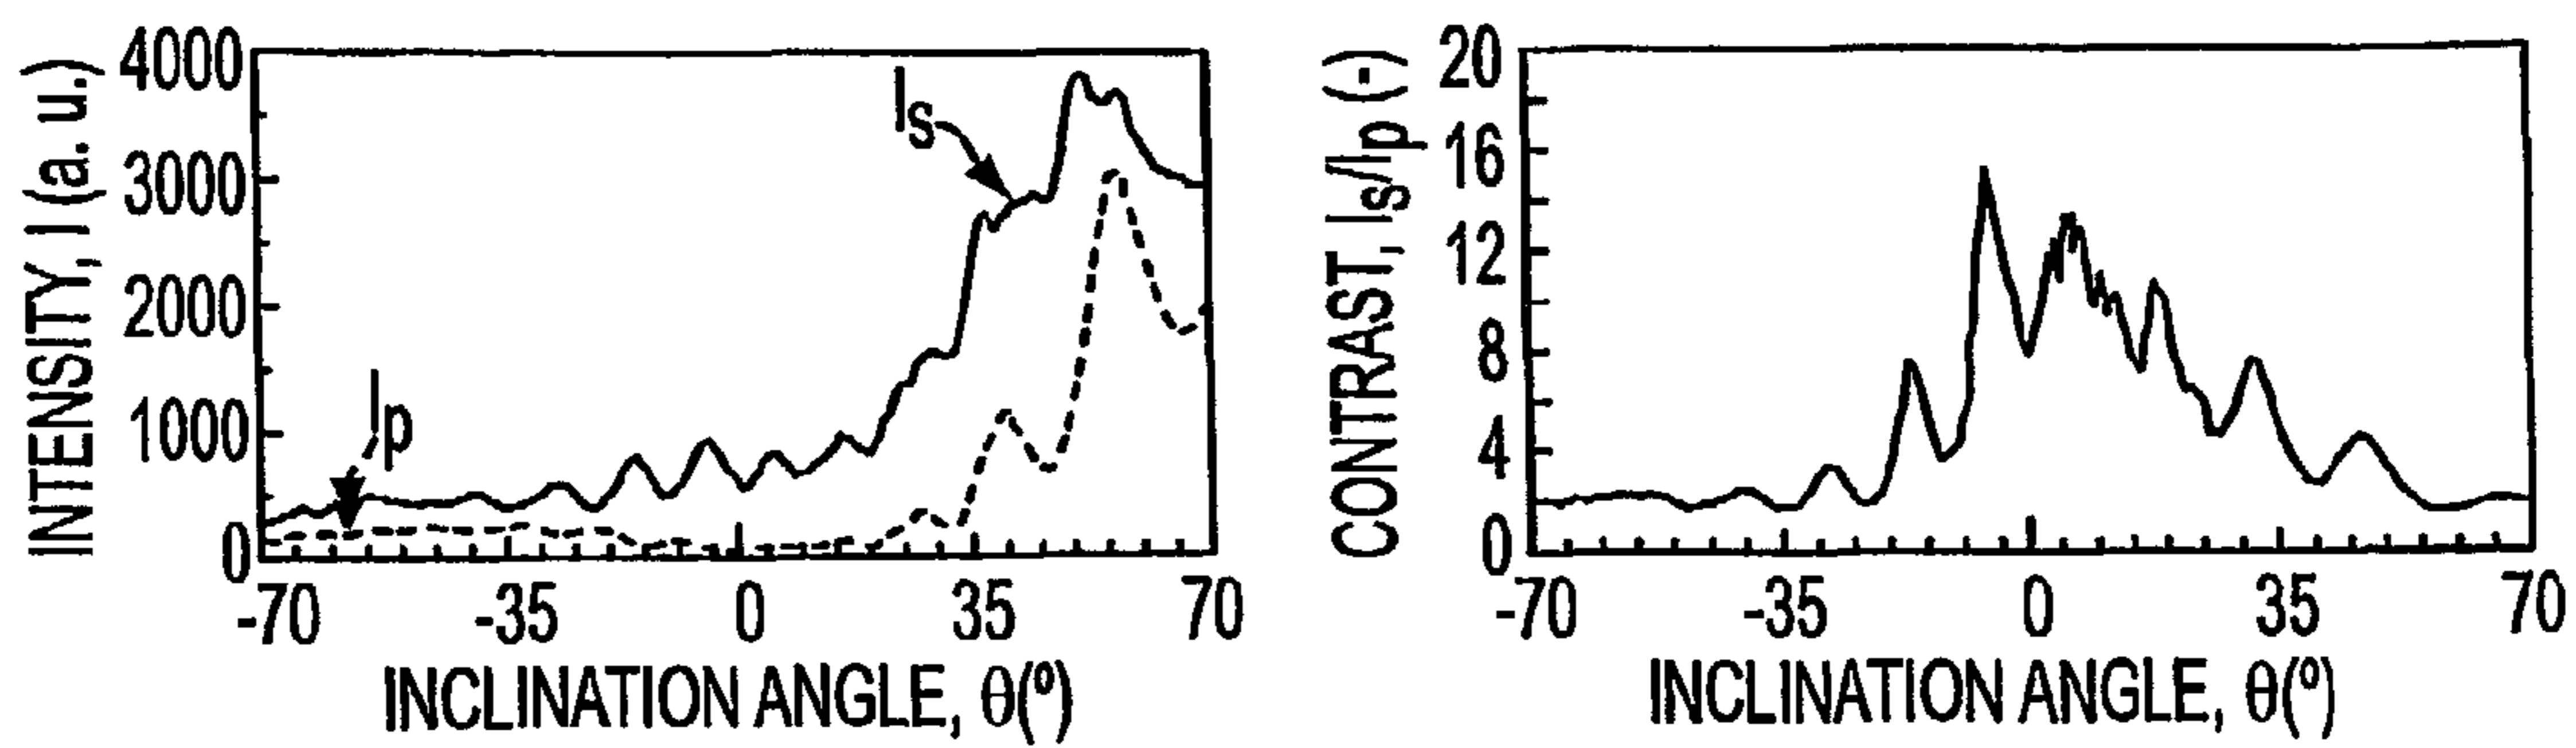 INTENSITY, I (a. u.)
4000
3000
2000
1000
0
Is
Ip
-70 -35 0 35 70
INCLINATION ANGLE, θ(º)
CONTRAST, Is/Ip (-)
20
16
12
8
4
0
-70 -35 0 35 70
INCLINATION ANGLE, θ(º)